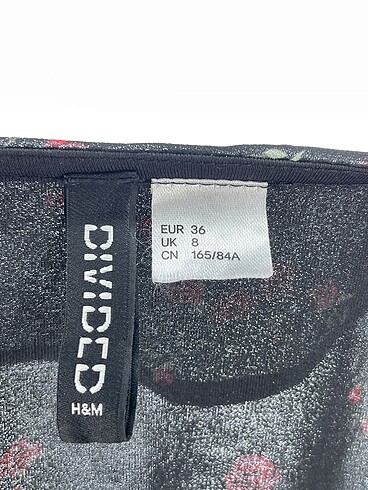 DIVIDED
H&M
EUR 36
UK 8
CN 165/84A